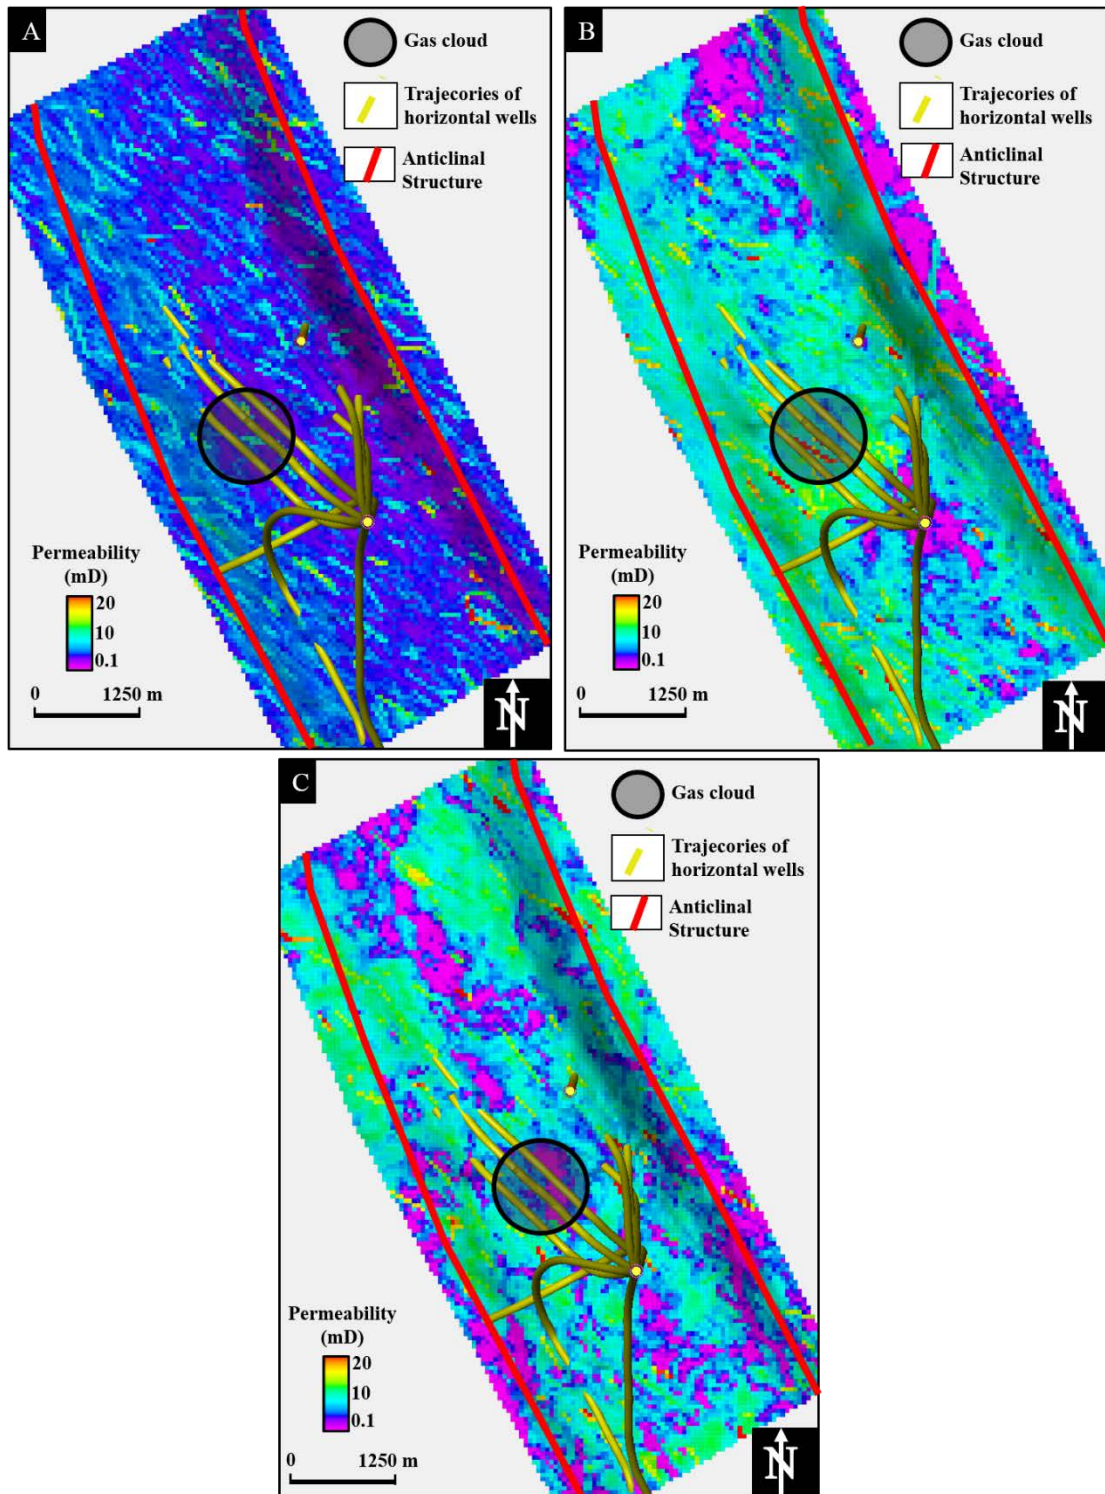 A
Gas cloud
Trajecories of
horizontal wells
Anticlinal
Structure
Permeability
(mD)
20
10
0.1
0 1250 m
N
B
Gas cloud
Trajecories of
horizontal wells
Anticlinal
Structure
Permeability
(mD)
20
10
0.1
0 1250 m
N
C
Gas cloud
Trajecories of
horizontal wells
Anticlinal
Structure
Permeability
(mD)
20
10
0.1
0 1250 m
N